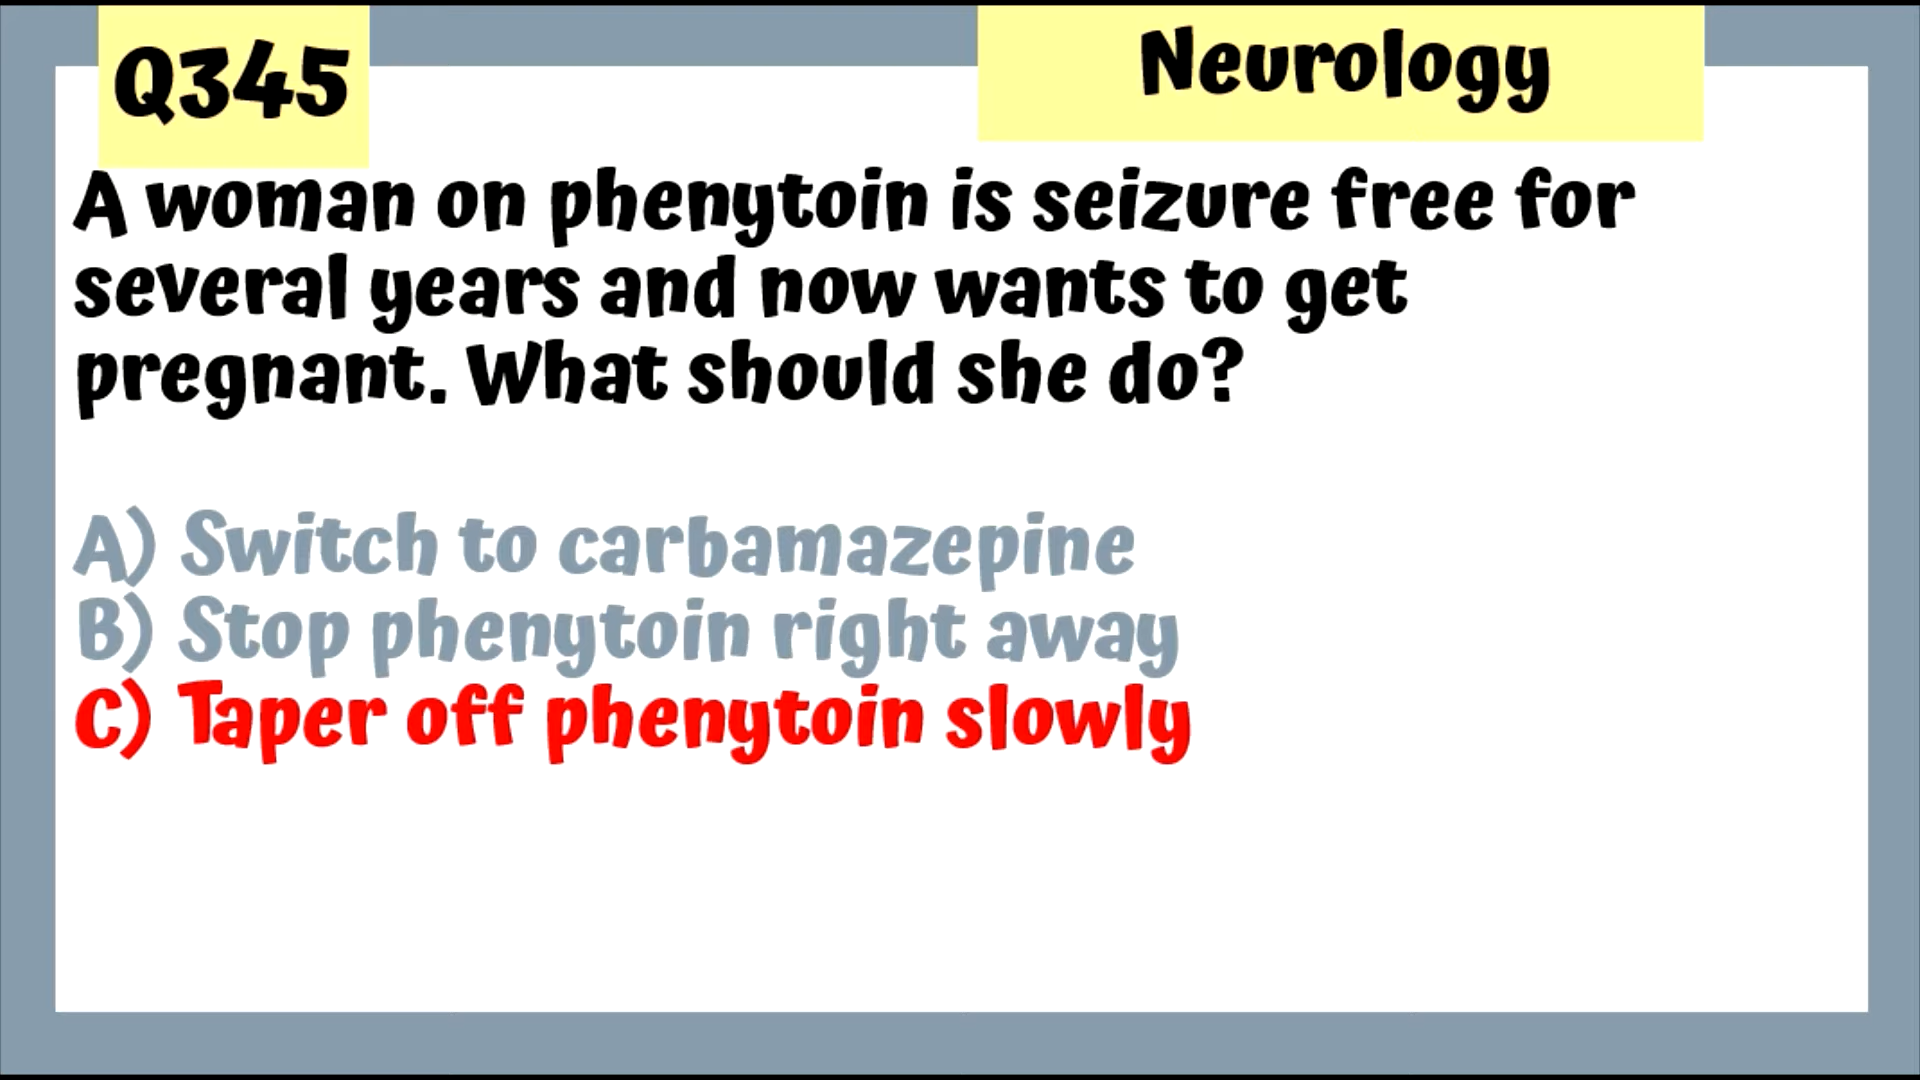 Q345
Neurology
A woman on phenytoin is seizure free for
several years and now wants to get
pregnant. What should she do?
A) Switch to carbamazepine
B) Stop phenytoin right away
C) Taper off phenytoin slowly